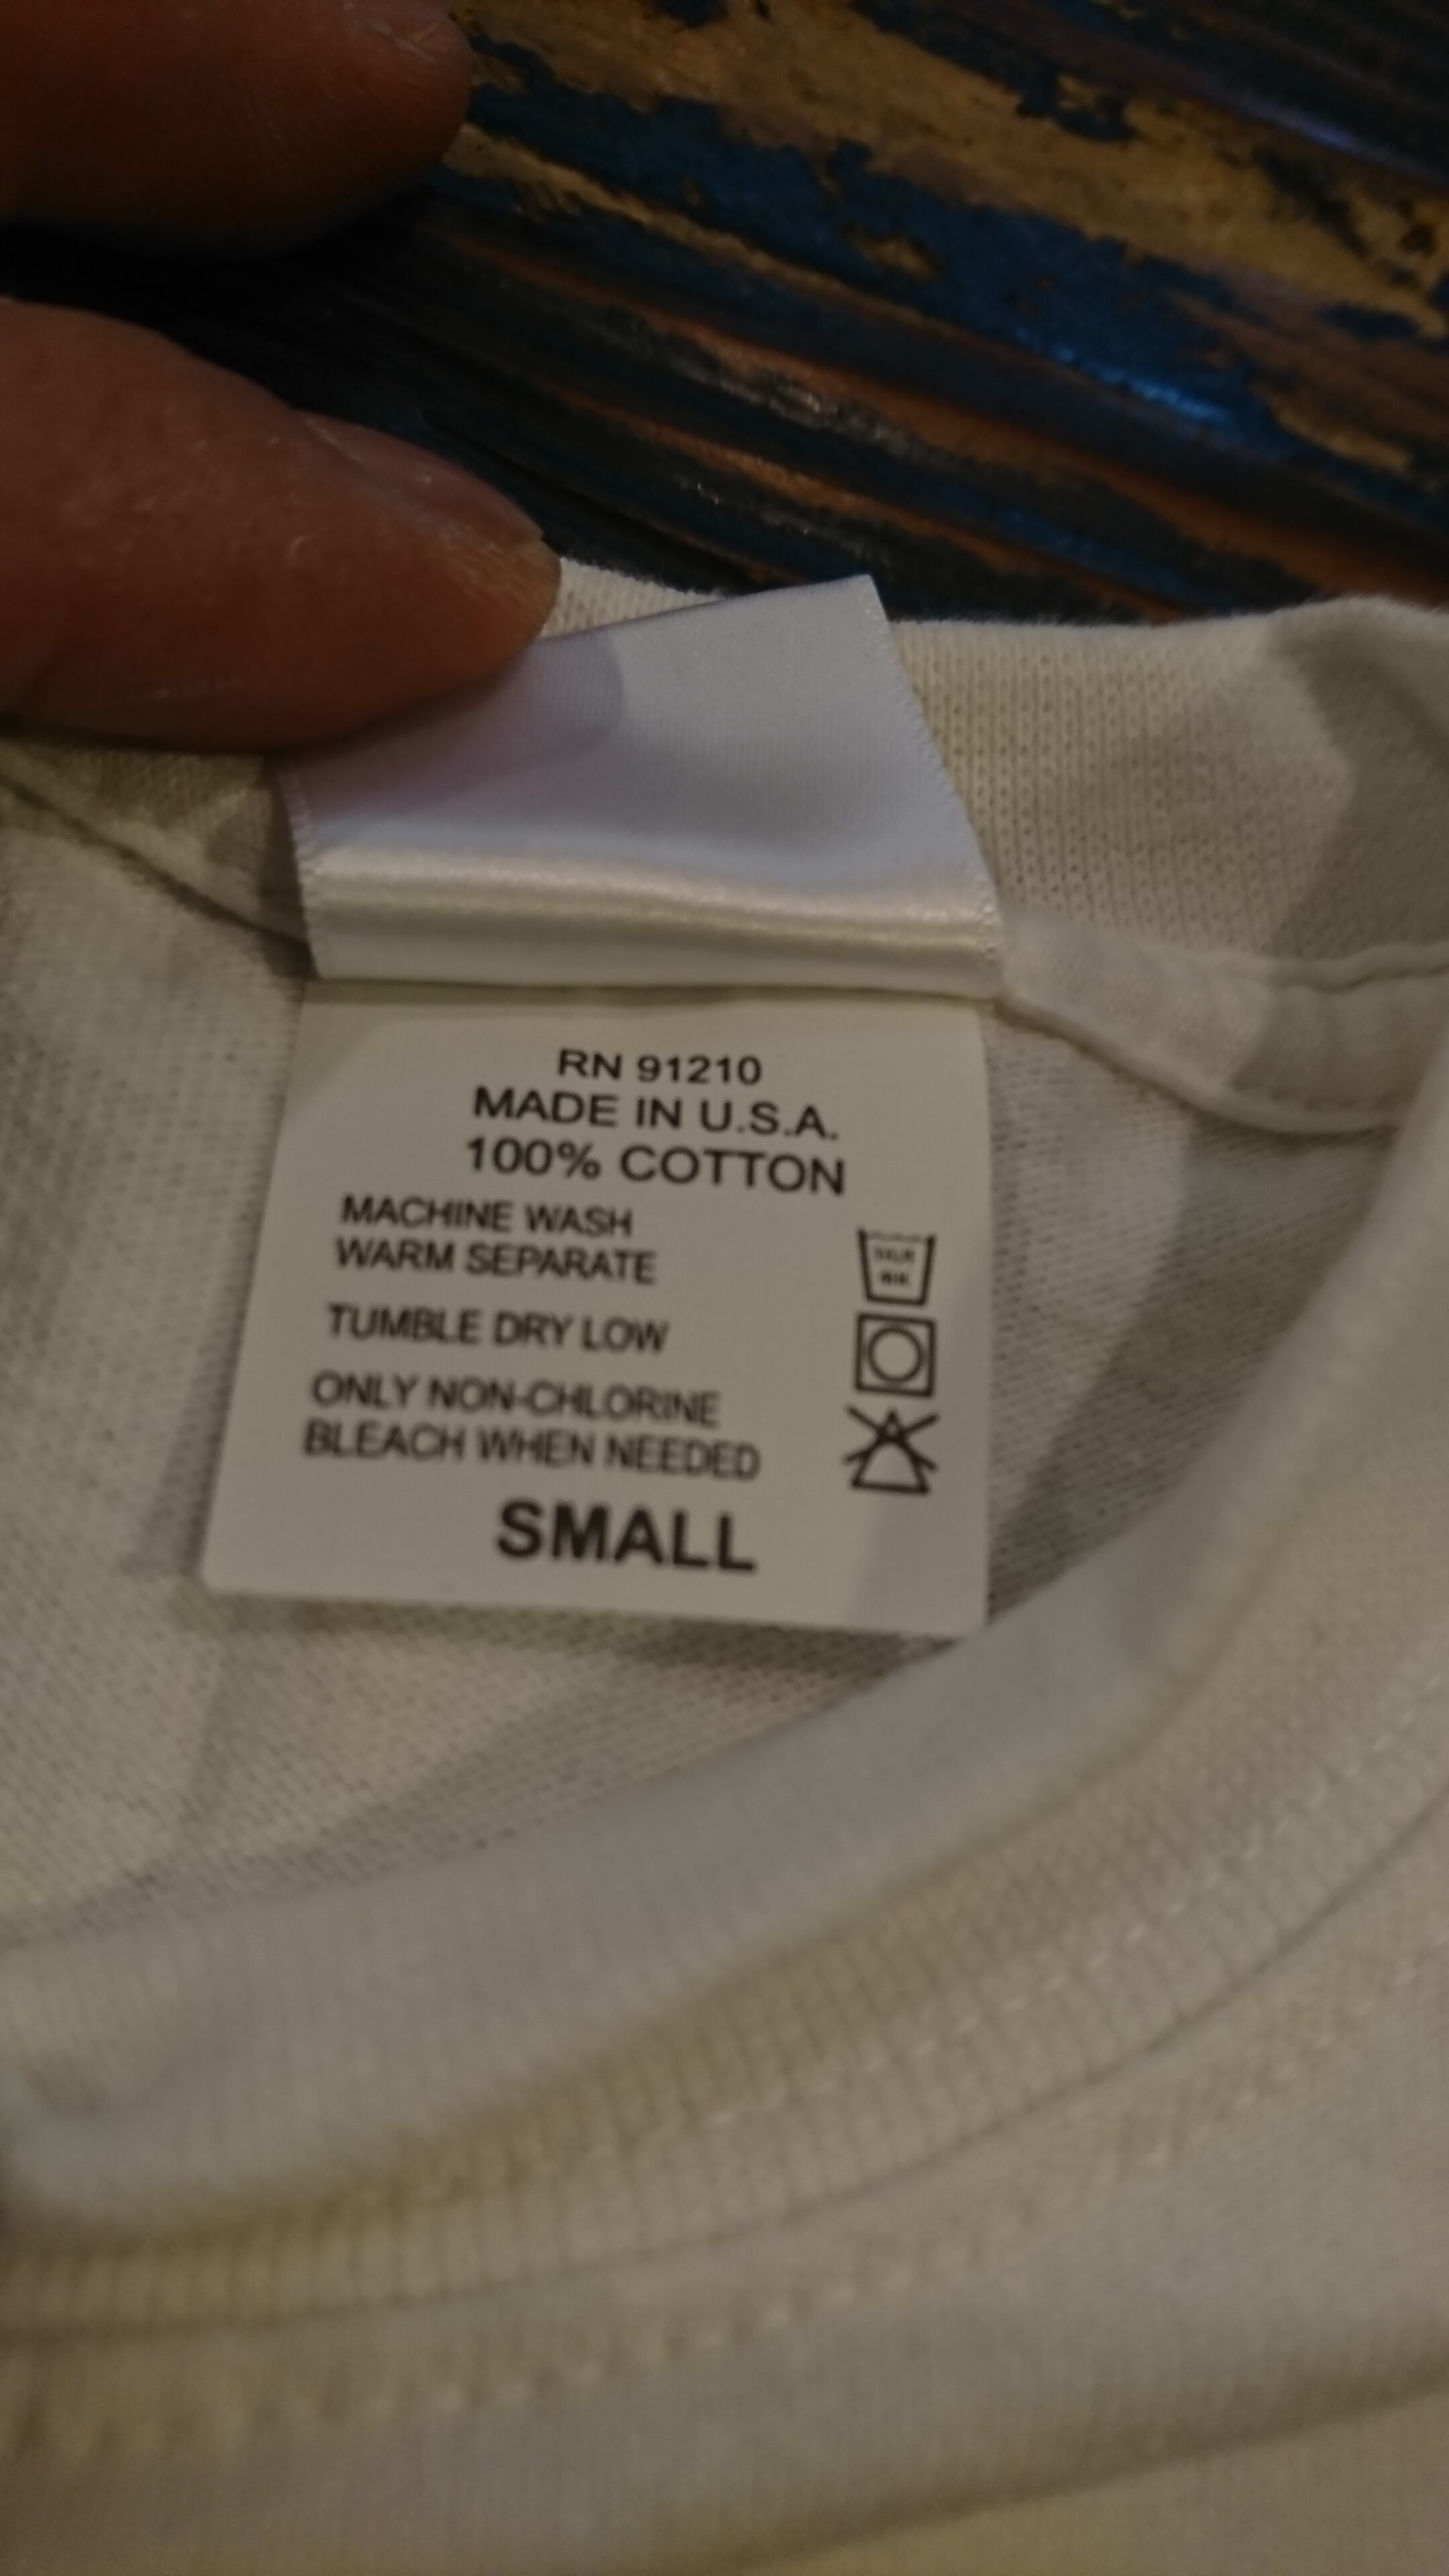 RN 91210
MADE IN U.S.A.
100% COTTON
MACHINE WASH
WARM SEPARATE
TUMBLE DRY LOW
ONLY NON-CHLORINE
BLEACH WHEN NEEDED
SMALL